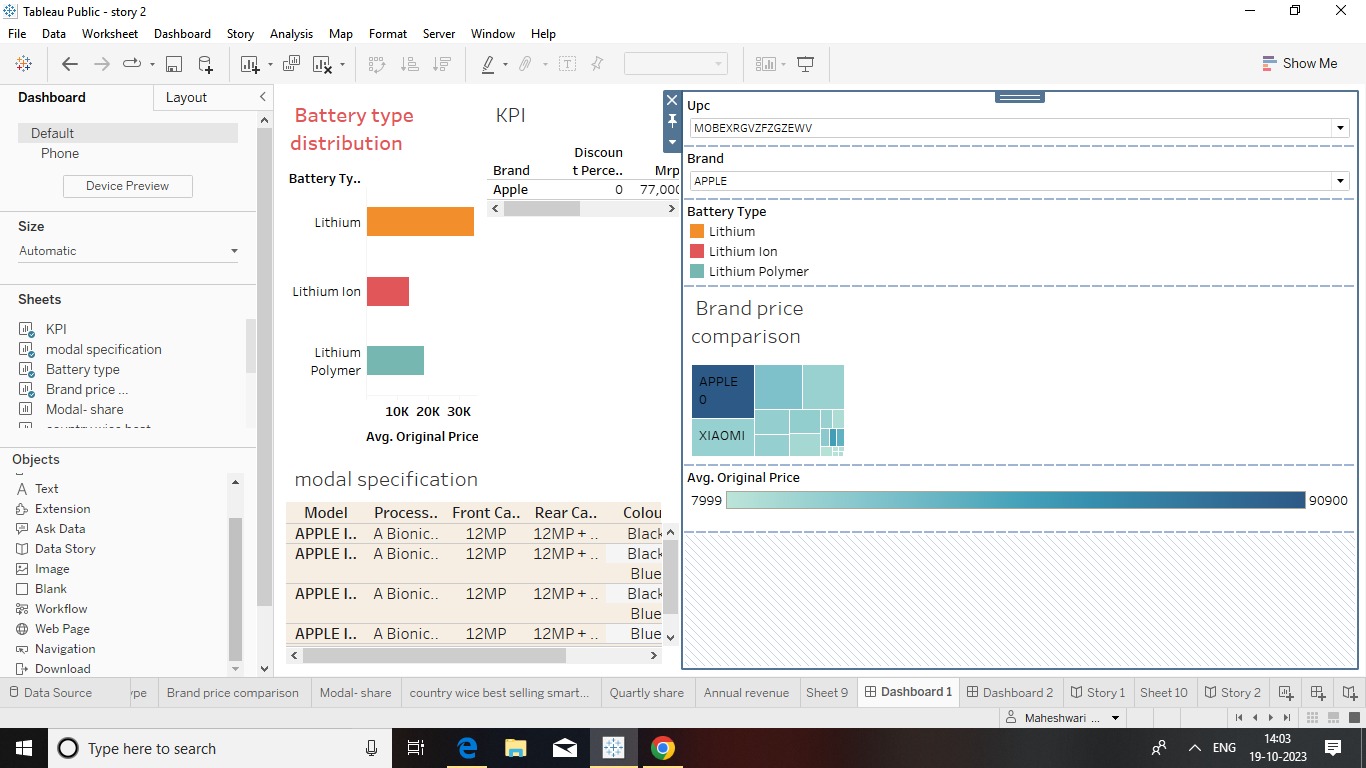 Tableau Public - story 2
File Data Worksheet Dashboard Story Analysis Map Format Server Window Help
Show Me
Dashboard Layout
Default
Phone
Device Preview
Size
Automatic
Sheets
KPI
modal specification
Battery type
Brand price ...
Modal- share
Objects
Text
Extension
Ask Data
Data Story
Image
Blank
Workflow
Web Page
Navigation
Download
Battery type
distribution
Battery Ty..
Lithium
Lithium Ion
Lithium
Polymer
10K 20K 30K
Avg. Original Price
KPI
Discoun
Brand t Perce.. Mrp
Apple 0 77,000
modal specification
Model Process.. Front Ca.. Rear Ca.. Colou
APPLE I.. A Bionic.. 12MP 12MP + .. Black
APPLE I.. A Bionic.. 12MP 12MP + .. Black
Blue
APPLE I.. A Bionic.. 12MP 12MP + .. Black
Blue
APPLE I.. A Bionic.. 12MP 12MP + .. Blue
Upc
MOBEXRGVZFZGZEWV
Brand
APPLE
Battery Type
Lithium
Lithium Ion
Lithium Polymer
Brand price
comparison
APPLE
0
XIAOMI
Avg. Original Price
7999 90900
Data Source ype Brand price comparison Modal- share country wice best selling smart... Quartly share Annual revenue Sheet 9 Dashboard 1 Dashboard 2 Story 1 Sheet 10 Story 2
Maheshwari ...
Type here to search
ENG
14:03
19-10-2023